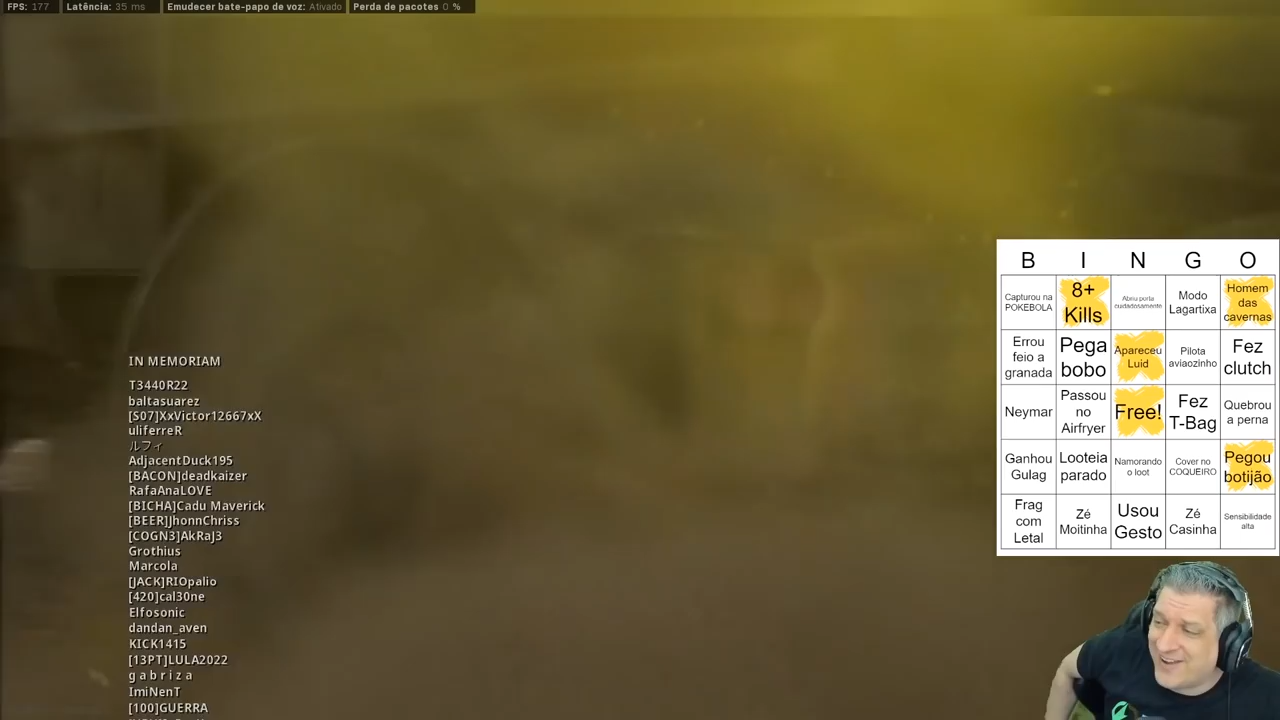 FPS: 177 Latência: 35 ms Emudecer bate-papo de voz: Ativado Perda de pacotes 0 %
B I N G O
Capturou na POKEBOLA
8+ Kills
Abriu porta cuidadosamente
Modo Lagartixa
Homem das cavernas
Errou feio a granada
Pega bobo
Apareceu Luid
Pilota aviaozinho
Fez clutch
Neymar
Passou no Airfryer
Free!
Fez T-Bag
Quebrou a perna
Ganhou Gulag
Looteia parado
Namorando o loot
Cover no COQUEIRO
Pegou botijão
Frag com Letal
Zé Moitinha
Usou Gesto
Zé Casinha
Sensibilidade alta
IN MEMORIAM
T3440R22
baltasuarez
[S07]XxVictor12667xX
uliferreR
ルフィ
AdjacentDuck195
[BACON]deadkaizer
RafaAnaLOVE
[BICHA]Cadu Maverick
[BEER]JhonnChriss
[COGN3]AkRaJ3
Grothius
Marcola
[JACK]RIOpalio
[420]cal30ne
Elfosonic
dandan_aven
KICK1415
[13PT]LULA2022
g a b r i z a
ImiNenT
[100]GUERRA